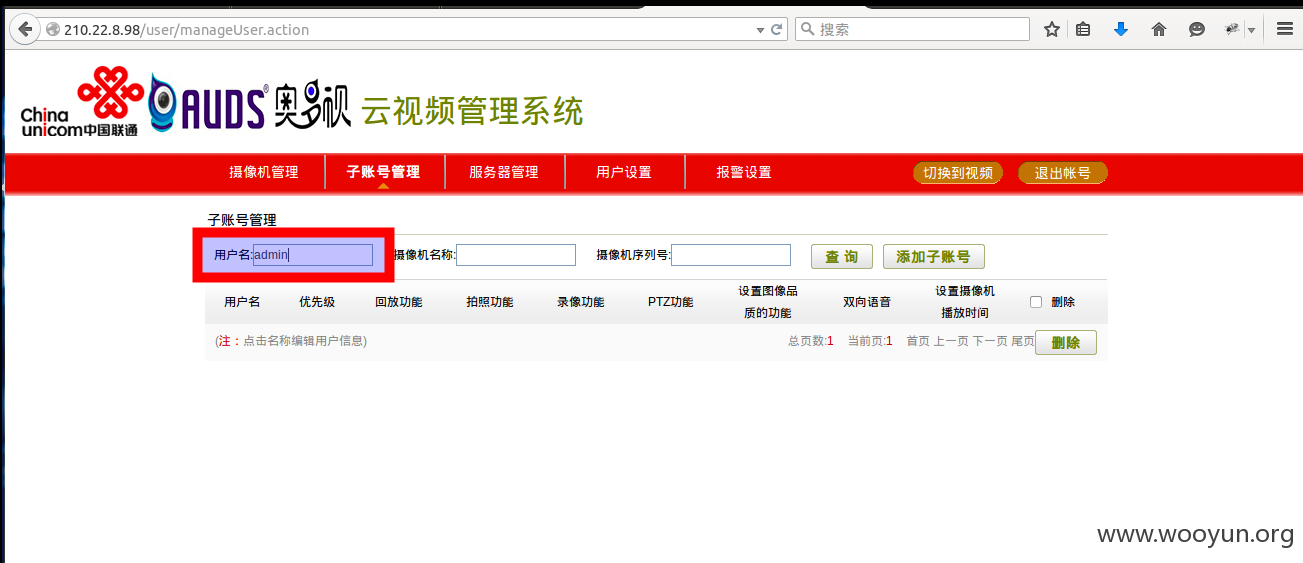 210.22.8.98/user/manageUser.action
搜索
China unicom中国联通
AUDS® 奥多视 云视频管理系统
摄像机管理 子账号管理 服务器管理 用户设置 报警设置 切换到视频 退出帐号
子账号管理
用户名:admin 摄像机名称: 摄像机序列号: 查 询 添加子账号
用户名 优先级 回放功能 拍照功能 录像功能 PTZ功能 设置图像品质的功能 双向语音 设置摄像机播放时间 删除
(注：点击名称编辑用户信息) 总页数:1 当前页:1 首页 上一页 下一页 尾页 删除
www.wooyun.org